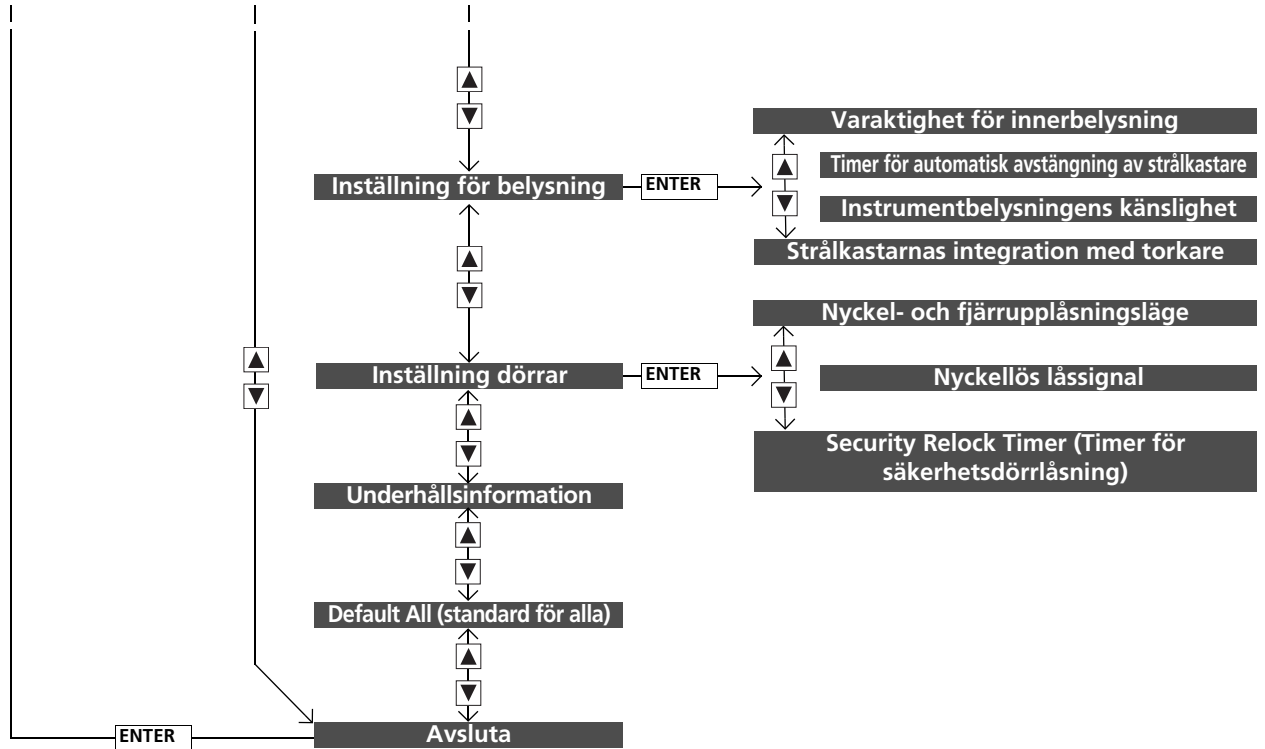 Varaktighet för innerbelysning
Timer för automatisk avstängning av strålkastare
Inställning för belysning
ENTER
Instrumentbelysningens känslighet
Strålkastarnas integration med torkare
Nyckel- och fjärrupplåsningsläge
Inställning dörrar
ENTER
Nyckellös låssignal
Security Relock Timer (Timer för
säkerhetsdörrlåsning)
Underhållsinformation
Default All (standard för alla)
ENTER
Avsluta